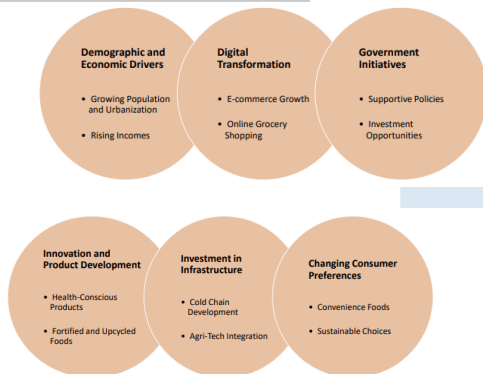 Demographic and
Economic Drivers
• Growing Population
and Urbanization
• Rising Incomes
Digital
Transformation
• E-commerce Growth
• Online Grocery
Shopping
Government
Initiatives
• Supportive Policies
• Investment
Opportunities
Innovation and
Product Development
• Health-Conscious
Products
• Fortified and Upcycled
Foods
Investment in
Infrastructure
• Cold Chain
Development
• Agri-Tech Integration
Changing Consumer
Preferences
• Convenience Foods
• Sustainable Choices